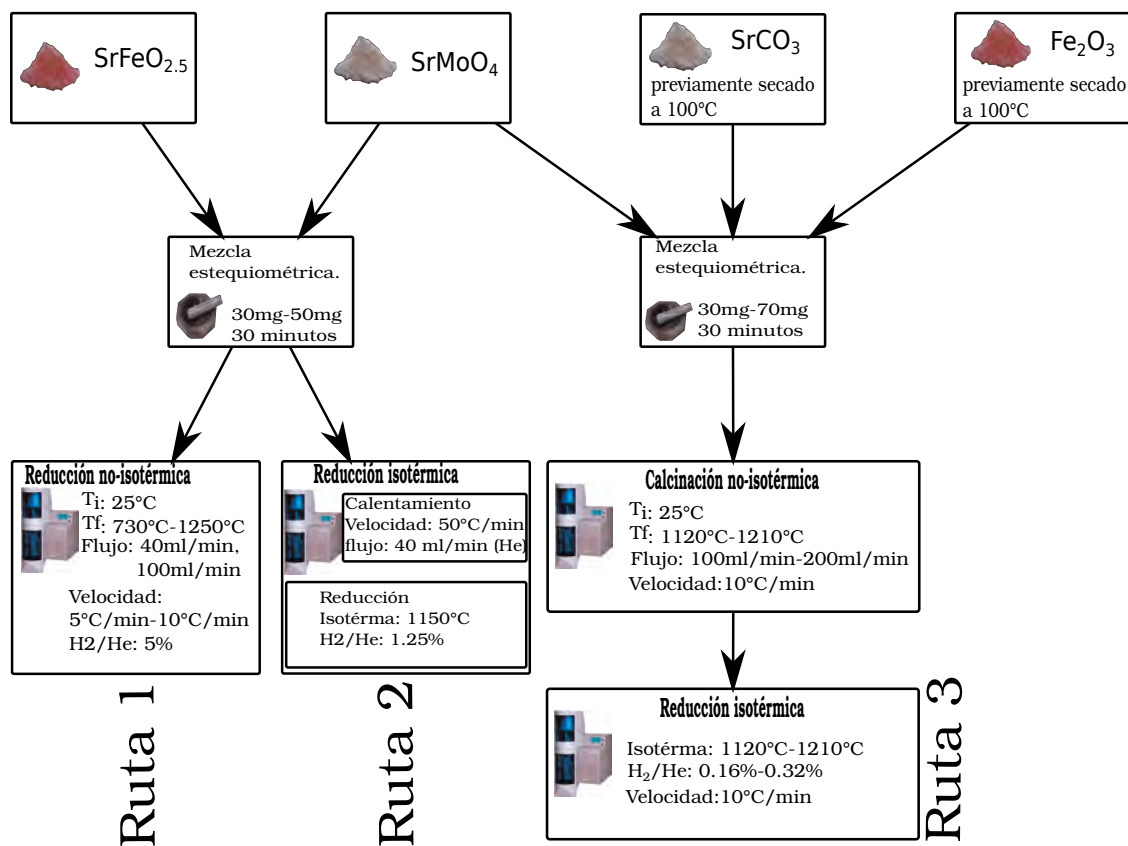 SrFeO2.5
SrMoO4
SrCO3
previamente secado
a 100°C
Fe2O3
previamente secado
a 100°C
Mezcla
estequiométrica.
30mg-50mg
30 minutos
Mezcla
estequiométrica.
30mg-70mg
30 minutos
Reducción no-isotérmica
Ti: 25°C
Tf: 730°C-1250°C
Flujo: 40ml/min,
100ml/min
Velocidad:
5°C/min-10°C/min
H2/He: 5%
Ruta 1
Reducción isotérmica
Calentamiento
Velocidad: 50°C/min
flujo: 40 ml/min (He)
Reducción
Isotérma: 1150°C
H2/He: 1.25%
Ruta 2
Calcinación no-isotérmica
Ti: 25°C
Tf: 1120°C-1210°C
Flujo: 100ml/min-200ml/min
Velocidad:10°C/min
Reducción isotérmica
Isotérma: 1120°C-1210°C
H2/He: 0.16%-0.32%
Velocidad:10°C/min
Ruta 3